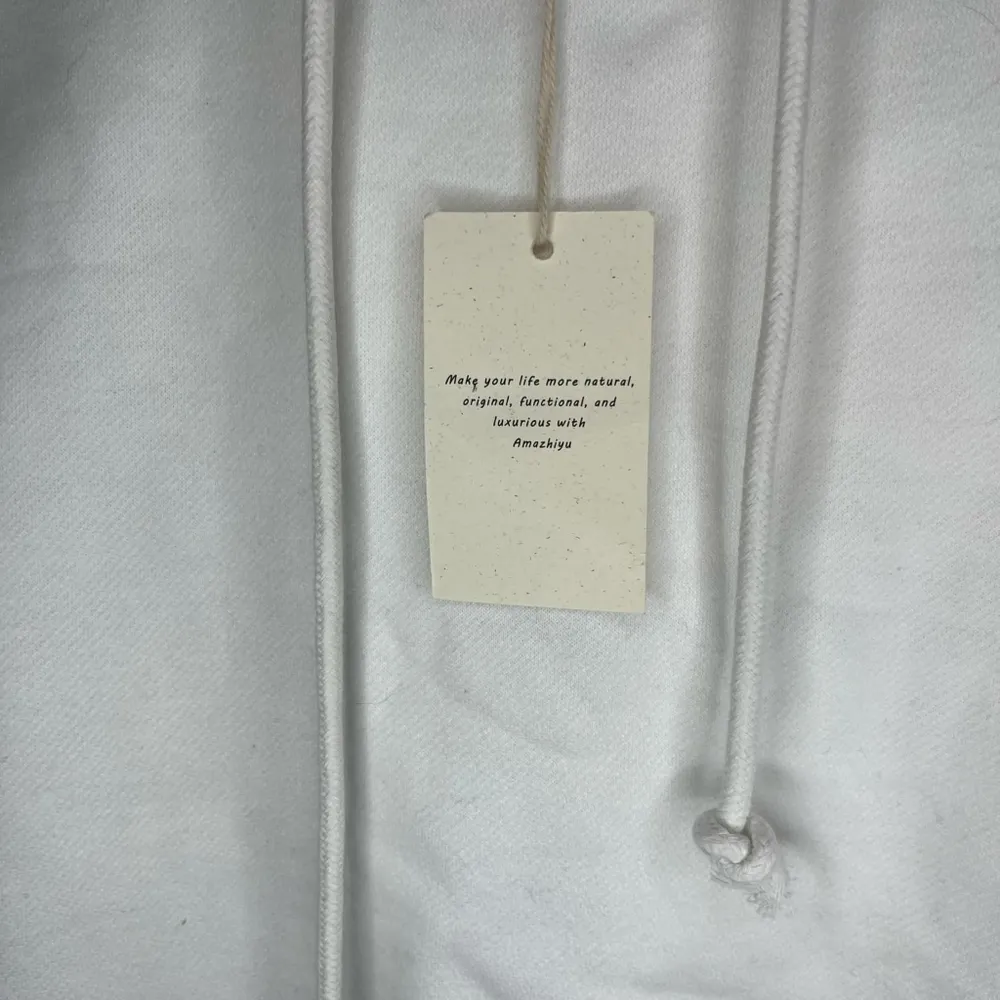 Make your life more natural,
original, functional, and
luxurious with
Amazhiyu